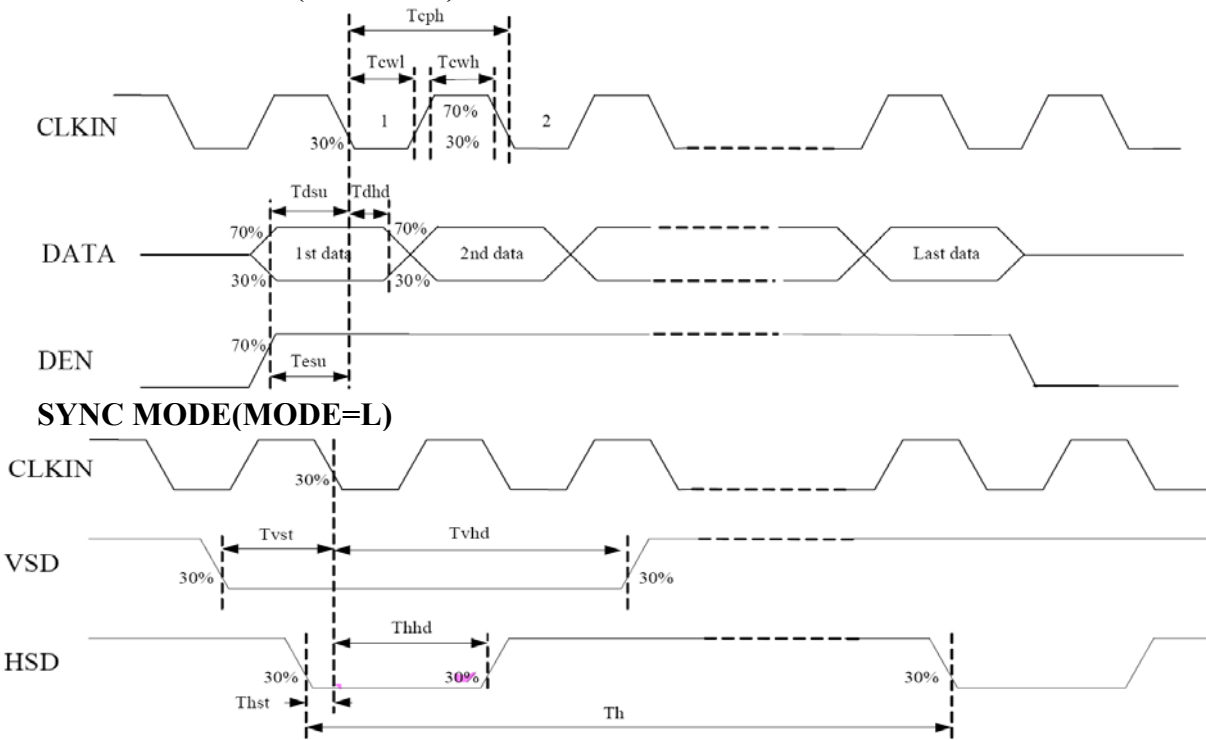 Tcph
Tcwl Tcwh
CLKIN 30% 1 70% 30% 2
Tdsu Tdhd
70% 70%
DATA 1st data 2nd data Last data
30% 30%
70%
DEN Tesu
SYNC MODE(MODE=L)
CLKIN 30%
Tvst Tvhd
VSD
30% 30%
Thhd
HSD
30% 30% 30%
Thst
Th